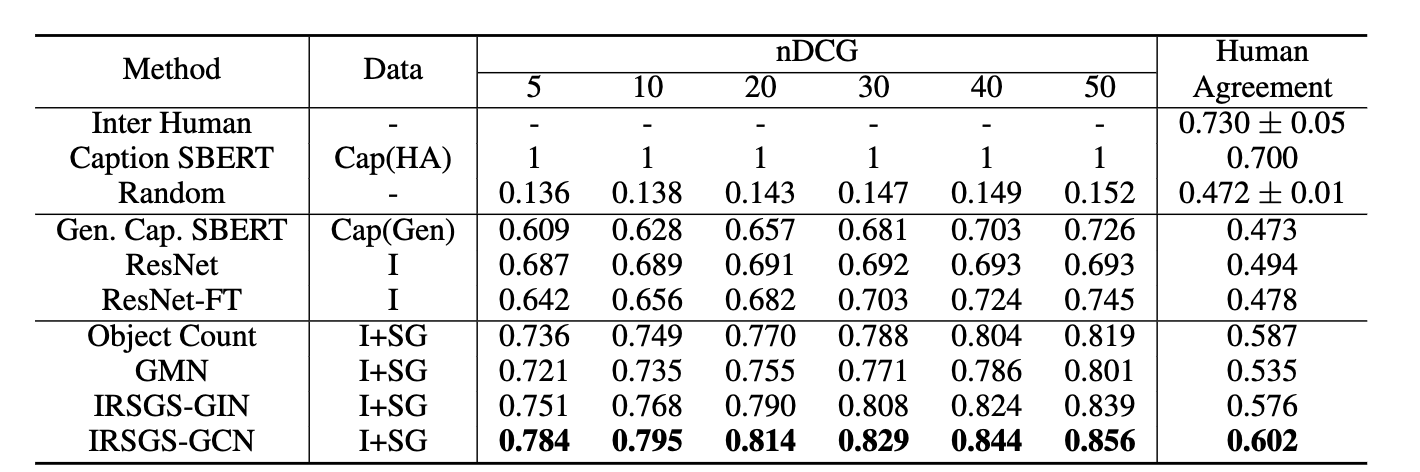 Method Data nDCG Human Agreement
5 10 20 30 40 50
Inter Human - - - - - - - 0.730 ± 0.05
Caption SBERT Cap(HA) 1 1 1 1 1 1 0.700
Random - 0.136 0.138 0.143 0.147 0.149 0.152 0.472 ± 0.01
Gen. Cap. SBERT Cap(Gen) 0.609 0.628 0.657 0.681 0.703 0.726 0.473
ResNet I 0.687 0.689 0.691 0.692 0.693 0.693 0.494
ResNet-FT I 0.642 0.656 0.682 0.703 0.724 0.745 0.478
Object Count I+SG 0.736 0.749 0.770 0.788 0.804 0.819 0.587
GMN I+SG 0.721 0.735 0.755 0.771 0.786 0.801 0.535
IRSGS-GIN I+SG 0.751 0.768 0.790 0.808 0.824 0.839 0.576
IRSGS-GCN I+SG 0.784 0.795 0.814 0.829 0.844 0.856 0.602